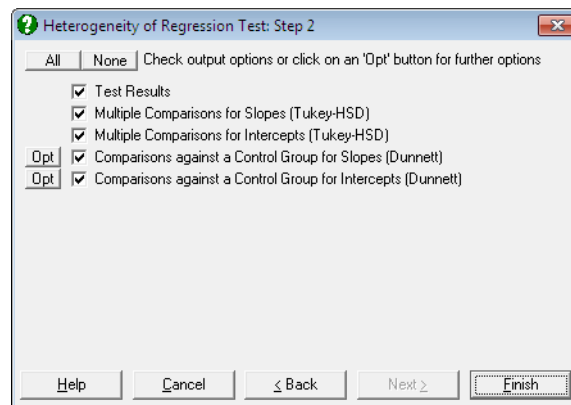 Heterogeneity of Regression Test: Step 2
All None Check output options or click on an 'Opt' button for further options
Test Results
Multiple Comparisons for Slopes (Tukey-HSD)
Multiple Comparisons for Intercepts (Tukey-HSD)
Opt Comparisons against a Control Group for Slopes (Dunnett)
Opt Comparisons against a Control Group for Intercepts (Dunnett)
Help Cancel < Back Next > Finish